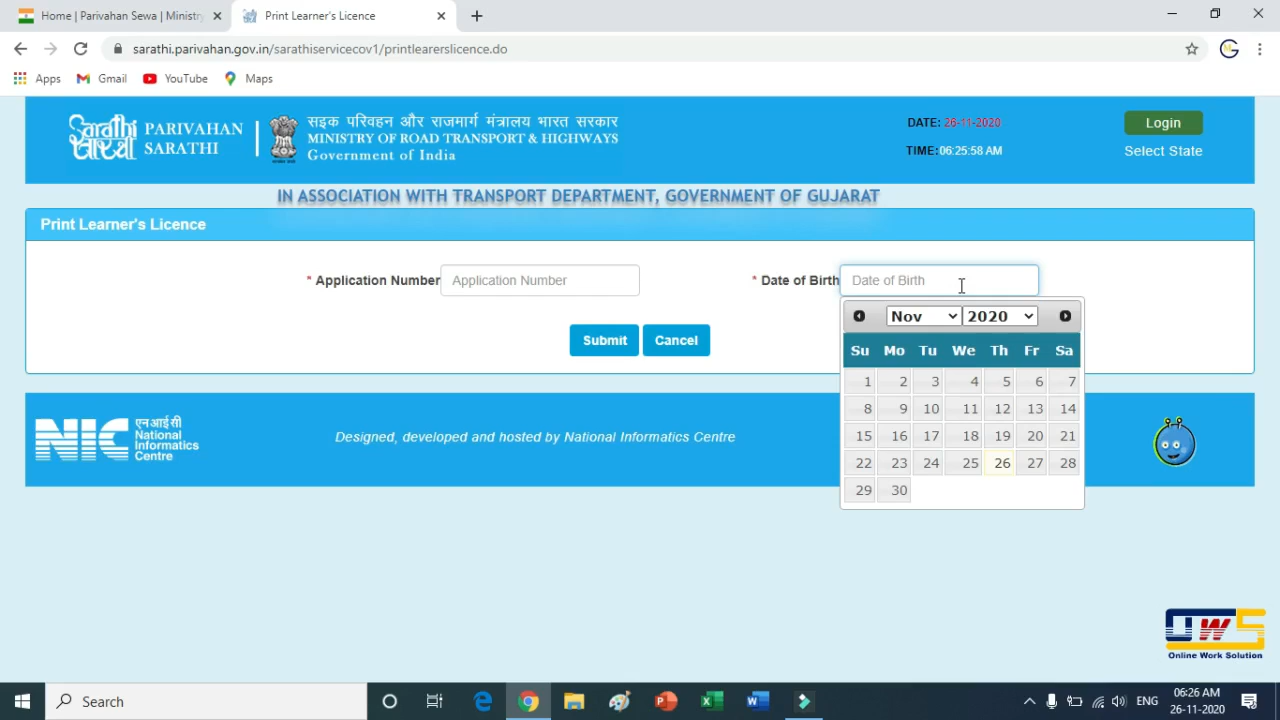 Home | Parivahan Sewa | Ministry
Print Learner's Licence
sarathi.parivahan.gov.in/sarathiservicecov1/printlearerslicence.do
Apps
Gmail
YouTube
Maps
Sarathi
सारथी
PARIVAHAN
SARATHI
सड़क परिवहन और राजमार्ग मंत्रालय भारत सरकार
MINISTRY OF ROAD TRANSPORT & HIGHWAYS
Government of India
DATE: 26-11-2020
TIME:06:25:58 AM
Login
Select State
IN ASSOCIATION WITH TRANSPORT DEPARTMENT, GOVERNMENT OF GUJARAT
Print Learner's Licence
* Application Number
Application Number
* Date of Birth
Date of Birth
Submit
Cancel
Nov 2020
Su Mo Tu We Th Fr Sa
1 2 3 4 5 6 7
8 9 10 11 12 13 14
15 16 17 18 19 20 21
22 23 24 25 26 27 28
29 30
NIC
एन आई सी
National
Informatics
Centre
Designed, developed and hosted by National Informatics Centre
OWS
Online Work Solution
Search
ENG
06:26 AM
26-11-2020